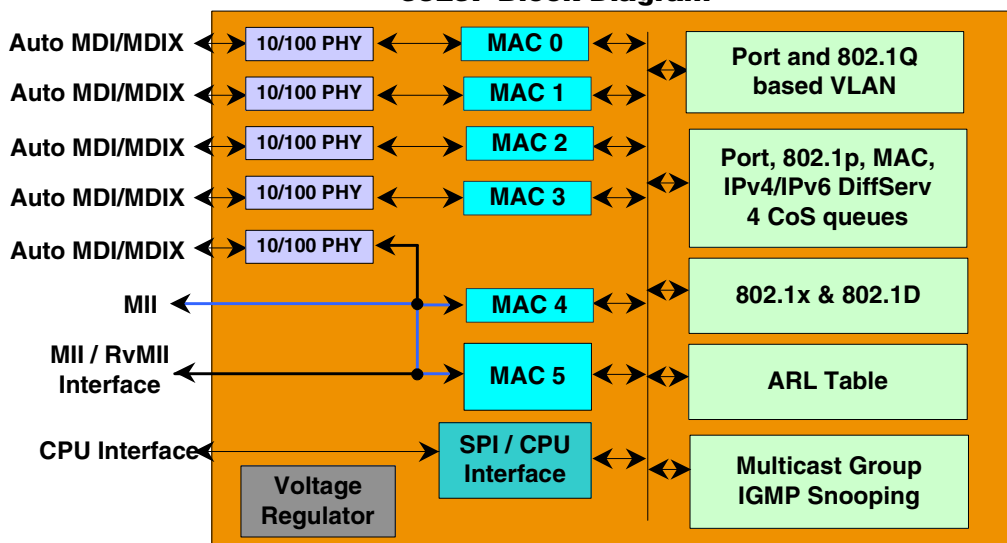 Auto MDI/MDIX
10/100 PHY
MAC 0
Auto MDI/MDIX
10/100 PHY
MAC 1
Auto MDI/MDIX
10/100 PHY
MAC 2
Auto MDI/MDIX
10/100 PHY
MAC 3
Auto MDI/MDIX
10/100 PHY
MII
MAC 4
MII / RvMII
Interface
MAC 5
CPU Interface
SPI / CPU
Interface
Voltage
Regulator
Port and 802.1Q
based VLAN
Port, 802.1p, MAC,
IPv4/IPv6 DiffServ
4 CoS queues
802.1x & 802.1D
ARL Table
Multicast Group
IGMP Snooping